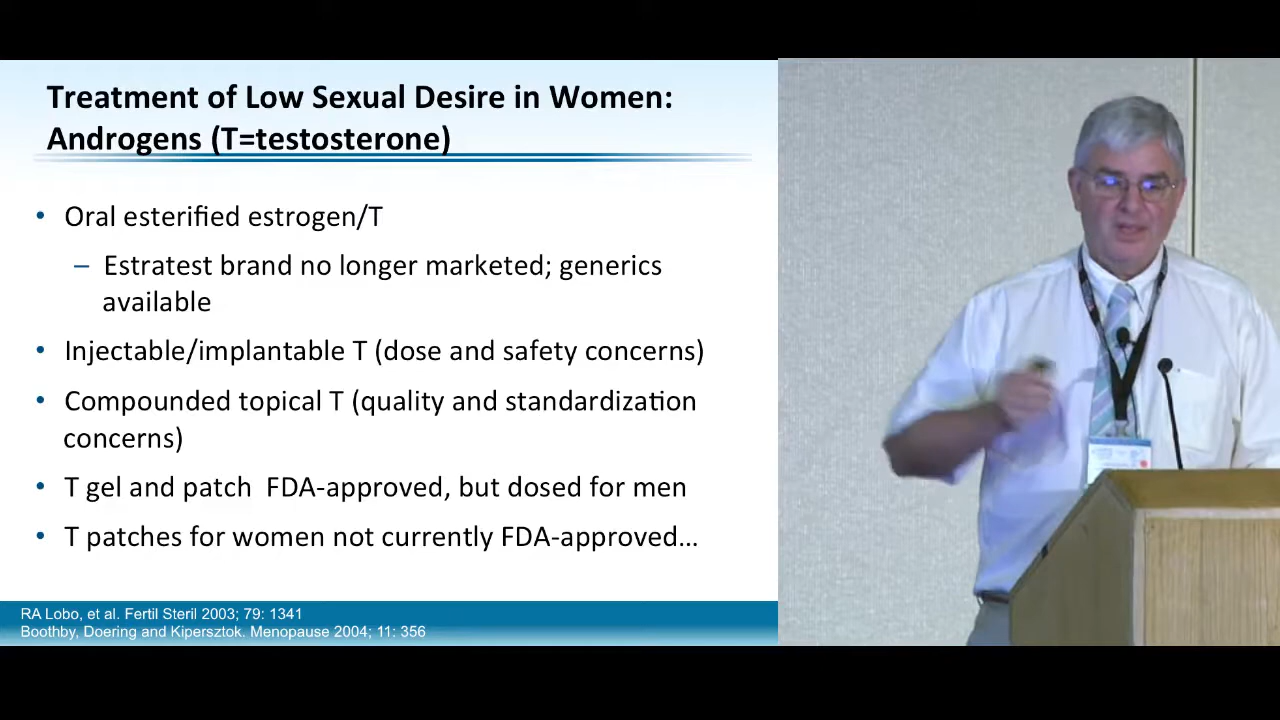 Treatment of Low Sexual Desire in Women:
Androgens (T=testosterone)
• Oral esterified estrogen/T
– Estratest brand no longer marketed; generics
available
• Injectable/implantable T (dose and safety concerns)
• Compounded topical T (quality and standardization
concerns)
• T gel and patch  FDA-approved, but dosed for men
• T patches for women not currently FDA-approved…
RA Lobo, et al. Fertil Steril 2003; 79: 1341
Boothby, Doering and Kipersztok. Menopause 2004; 11: 356